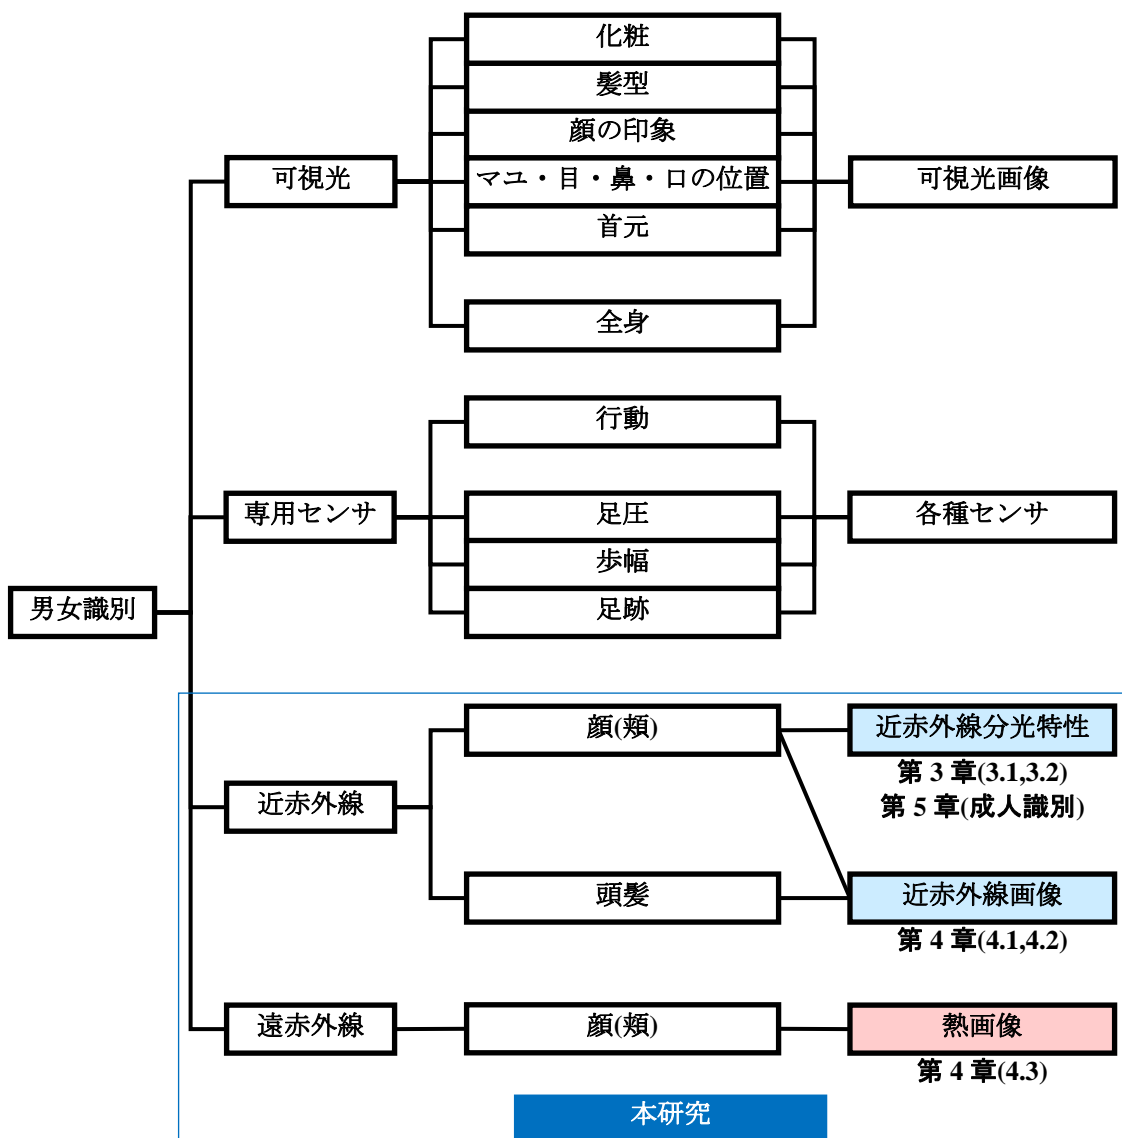 化粧
髪型
顔の印象
マユ・目・鼻・口の位置
首元
全身
可視光
可視光画像
行動
足圧
歩幅
足跡
専用センサ
各種センサ
男女識別
顔(頬)
近赤外線分光特性
第 3 章(3.1,3.2)
第 5 章(成人識別)
近赤外線
頭髪
近赤外線画像
第 4 章(4.1,4.2)
遠赤外線
顔(頬)
熱画像
第 4 章(4.3)
本研究